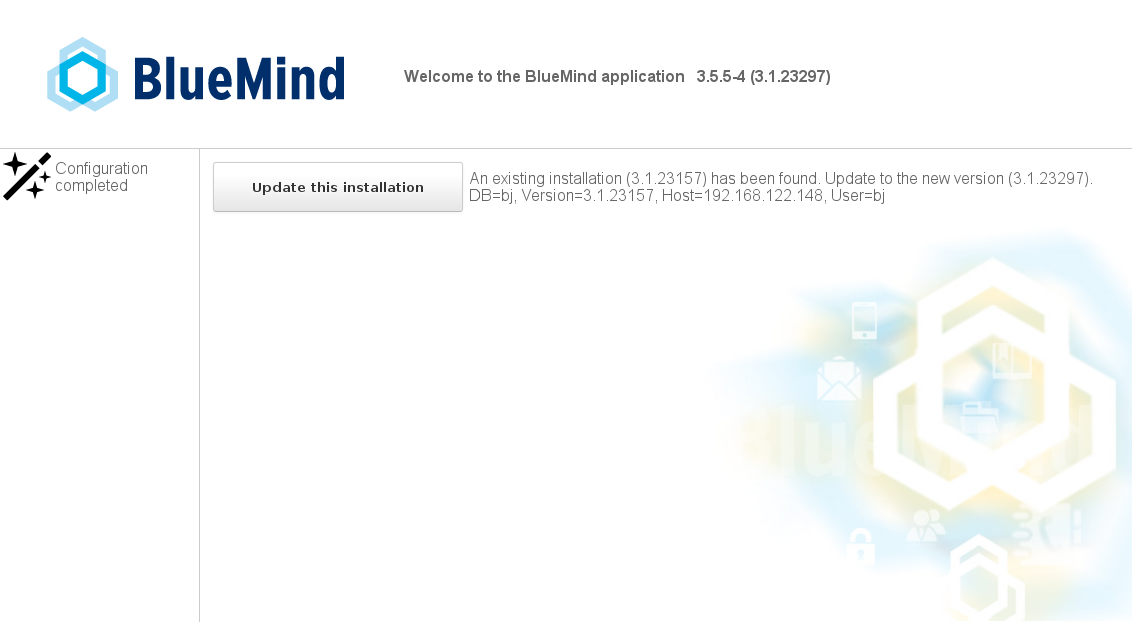 BlueMind
Welcome to the BlueMind application 3.5.5-4 (3.1.23297)
Configuration
completed
Update this installation
An existing installation (3.1.23157) has been found. Update to the new version (3.1.23297).
DB=bj, Version=3.1.23157, Host=192.168.122.148, User=bj
BlueMind